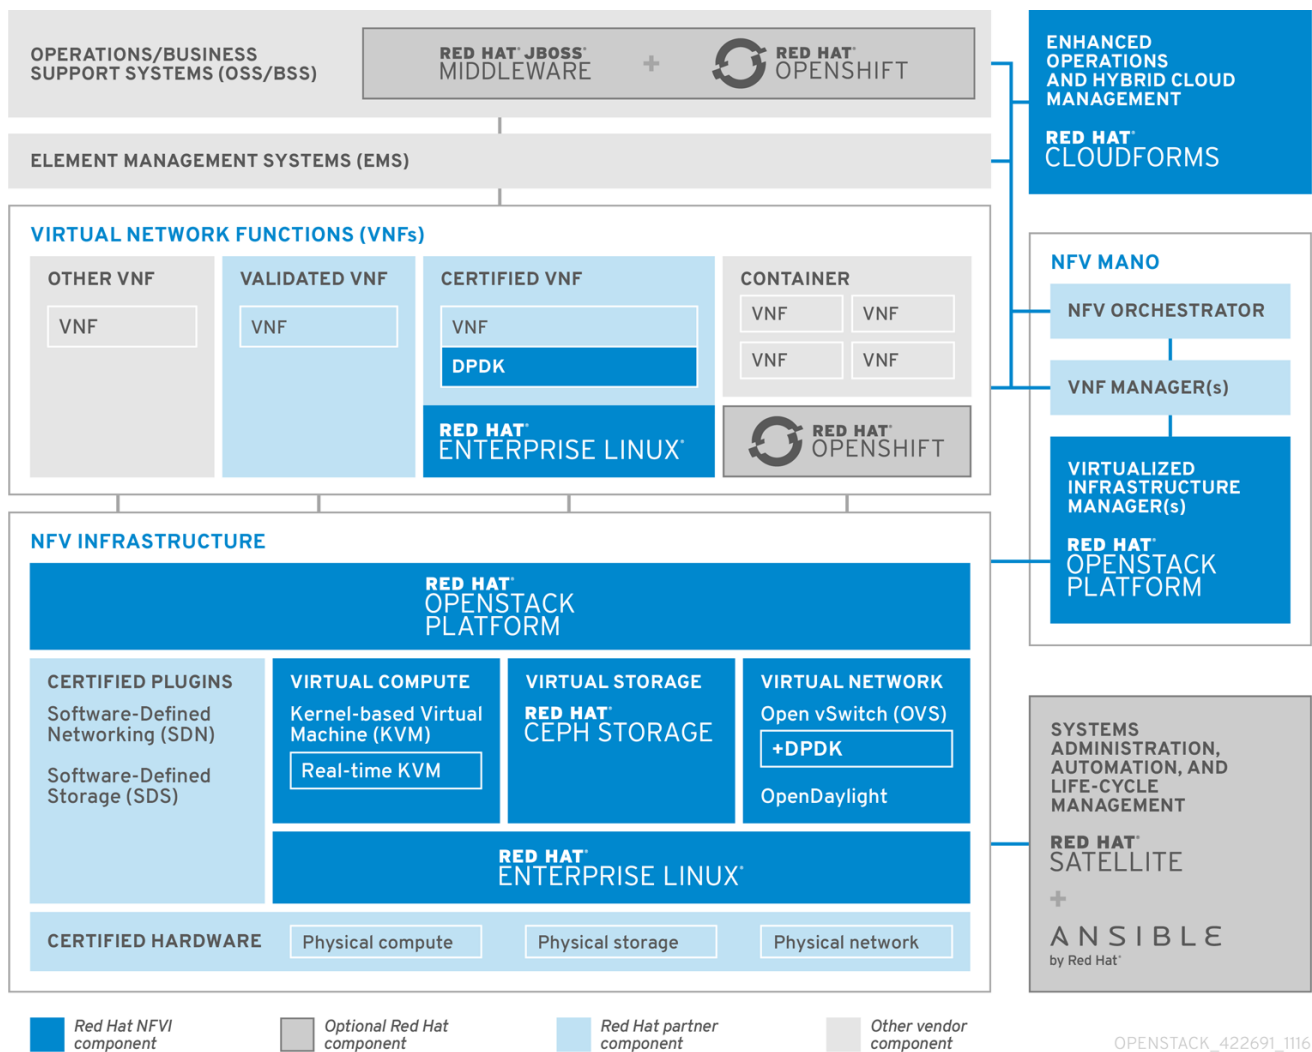 OPERATIONS/BUSINESS
SUPPORT SYSTEMS (OSS/BSS)
RED HAT® JBOSS®
MIDDLEWARE
+
RED HAT®
OPENSHIFT
ENHANCED
OPERATIONS
AND HYBRID CLOUD
MANAGEMENT
RED HAT®
CLOUDFORMS
ELEMENT MANAGEMENT SYSTEMS (EMS)
VIRTUAL NETWORK FUNCTIONS (VNFs)
OTHER VNF
VNF
VALIDATED VNF
VNF
CERTIFIED VNF
VNF
DPDK
RED HAT®
ENTERPRISE LINUX®
CONTAINER
VNF
VNF
VNF
VNF
RED HAT®
OPENSHIFT
NFV MANO
NFV ORCHESTRATOR
VNF MANAGER(s)
VIRTUALIZED
INFRASTRUCTURE
MANAGER(s)
RED HAT®
OPENSTACK
PLATFORM
NFV INFRASTRUCTURE
RED HAT®
OPENSTACK
PLATFORM
CERTIFIED PLUGINS
Software-Defined
Networking (SDN)
Software-Defined
Storage (SDS)
VIRTUAL COMPUTE
Kernel-based Virtual
Machine (KVM)
Real-time KVM
VIRTUAL STORAGE
RED HAT®
CEPH STORAGE
VIRTUAL NETWORK
Open vSwitch (OVS)
+DPDK
OpenDaylight
RED HAT®
ENTERPRISE LINUX®
CERTIFIED HARDWARE
Physical compute
Physical storage
Physical network
SYSTEMS
ADMINISTRATION,
AUTOMATION, AND
LIFE-CYCLE
MANAGEMENT
RED HAT®
SATELLITE
+
ANSIBLE
by Red Hat®
Red Hat NFVI
component
Optional Red Hat
component
Red Hat partner
component
Other vendor
component
OPENSTACK_422691_1116